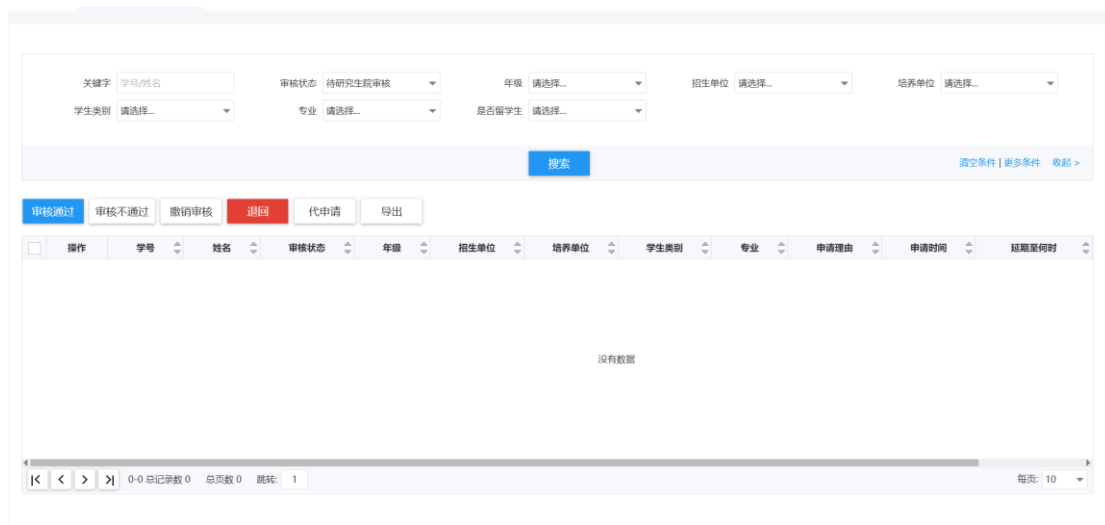 关键字 学号/姓名 审核状态 待研究生院审核 年级 请选择... 招生单位 请选择... 培养单位 请选择...
学生类别 请选择... 专业 请选择... 是否留学生 请选择...
搜索 清空条件 | 更多条件 收起 >
审核通过 审核不通过 撤销审核 退回 代申请 导出
操作 学号 姓名 审核状态 年级 招生单位 培养单位 学生类别 专业 申请理由 申请时间 延期至何时
没有数据
0-0 总记录数 0 总页数 0 跳转: 1 每页: 10